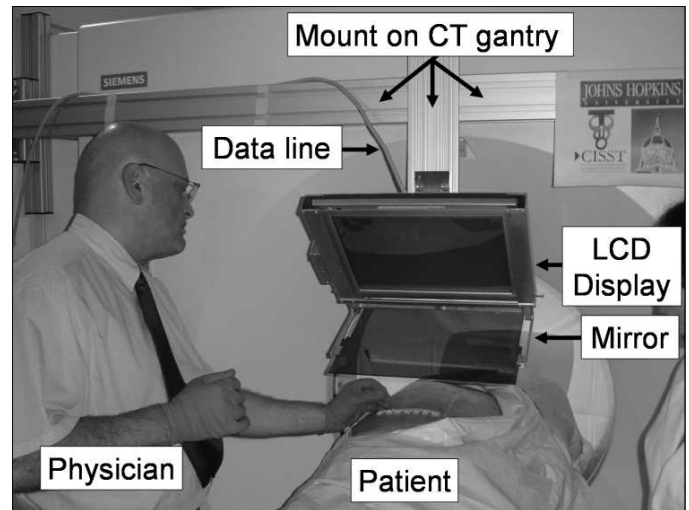 Mount on CT gantry
SIEMENS
JOHNS HOPKINS
UNIVERSITY
Data line
CISST
LCD
Display
Mirror
Physician
Patient